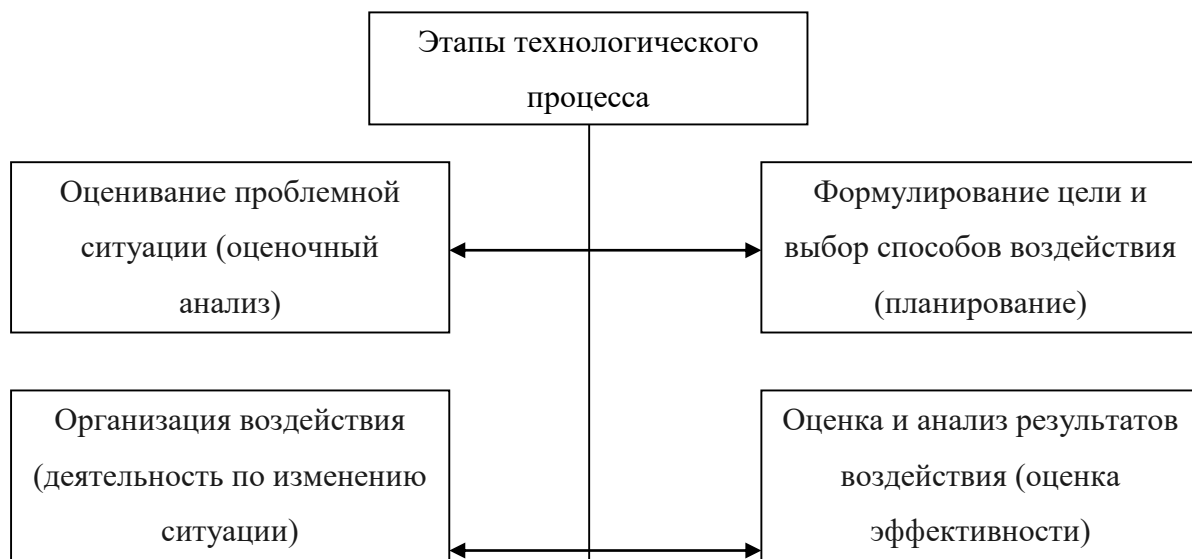 Этапы технологического
процесса
Оценивание проблемной
ситуации (оценочный
анализ)
Формулирование цели и
выбор способов воздействия
(планирование)
Организация воздействия
(деятельность по изменению
ситуации)
Оценка и анализ результатов
воздействия (оценка
эффективности)